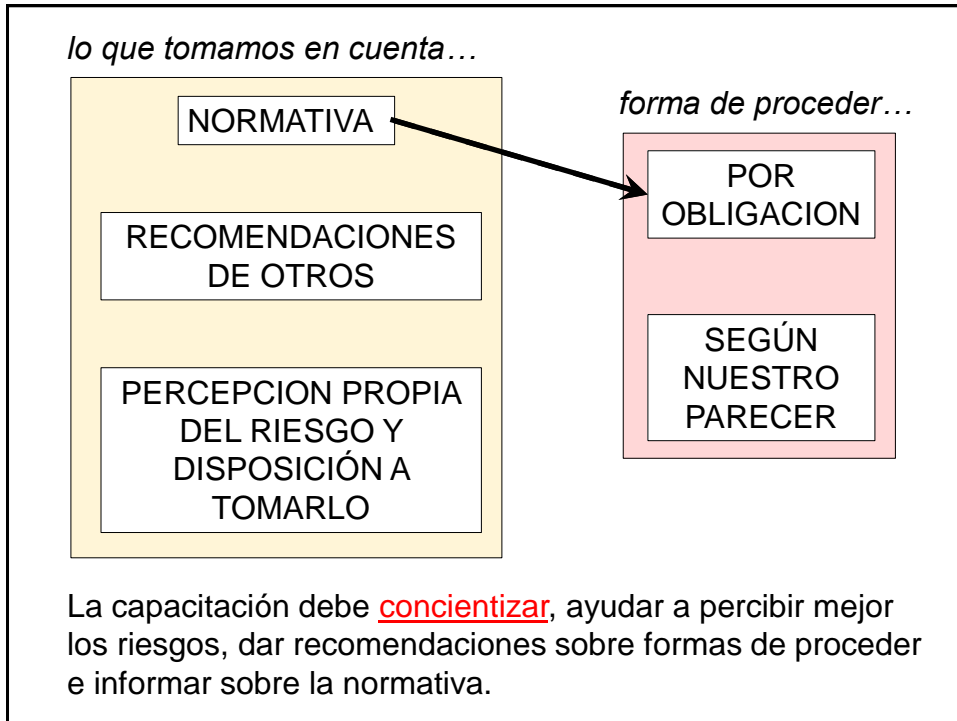 lo que tomamos en cuenta…
NORMATIVA
RECOMENDACIONES
DE OTROS
PERCEPCION PROPIA
DEL RIESGO Y
DISPOSICIÓN A
TOMARLO
forma de proceder…
POR
OBLIGACION
SEGÚN
NUESTRO
PARECER
La capacitación debe concientizar, ayudar a percibir mejor
los riesgos, dar recomendaciones sobre formas de proceder
e informar sobre la normativa.